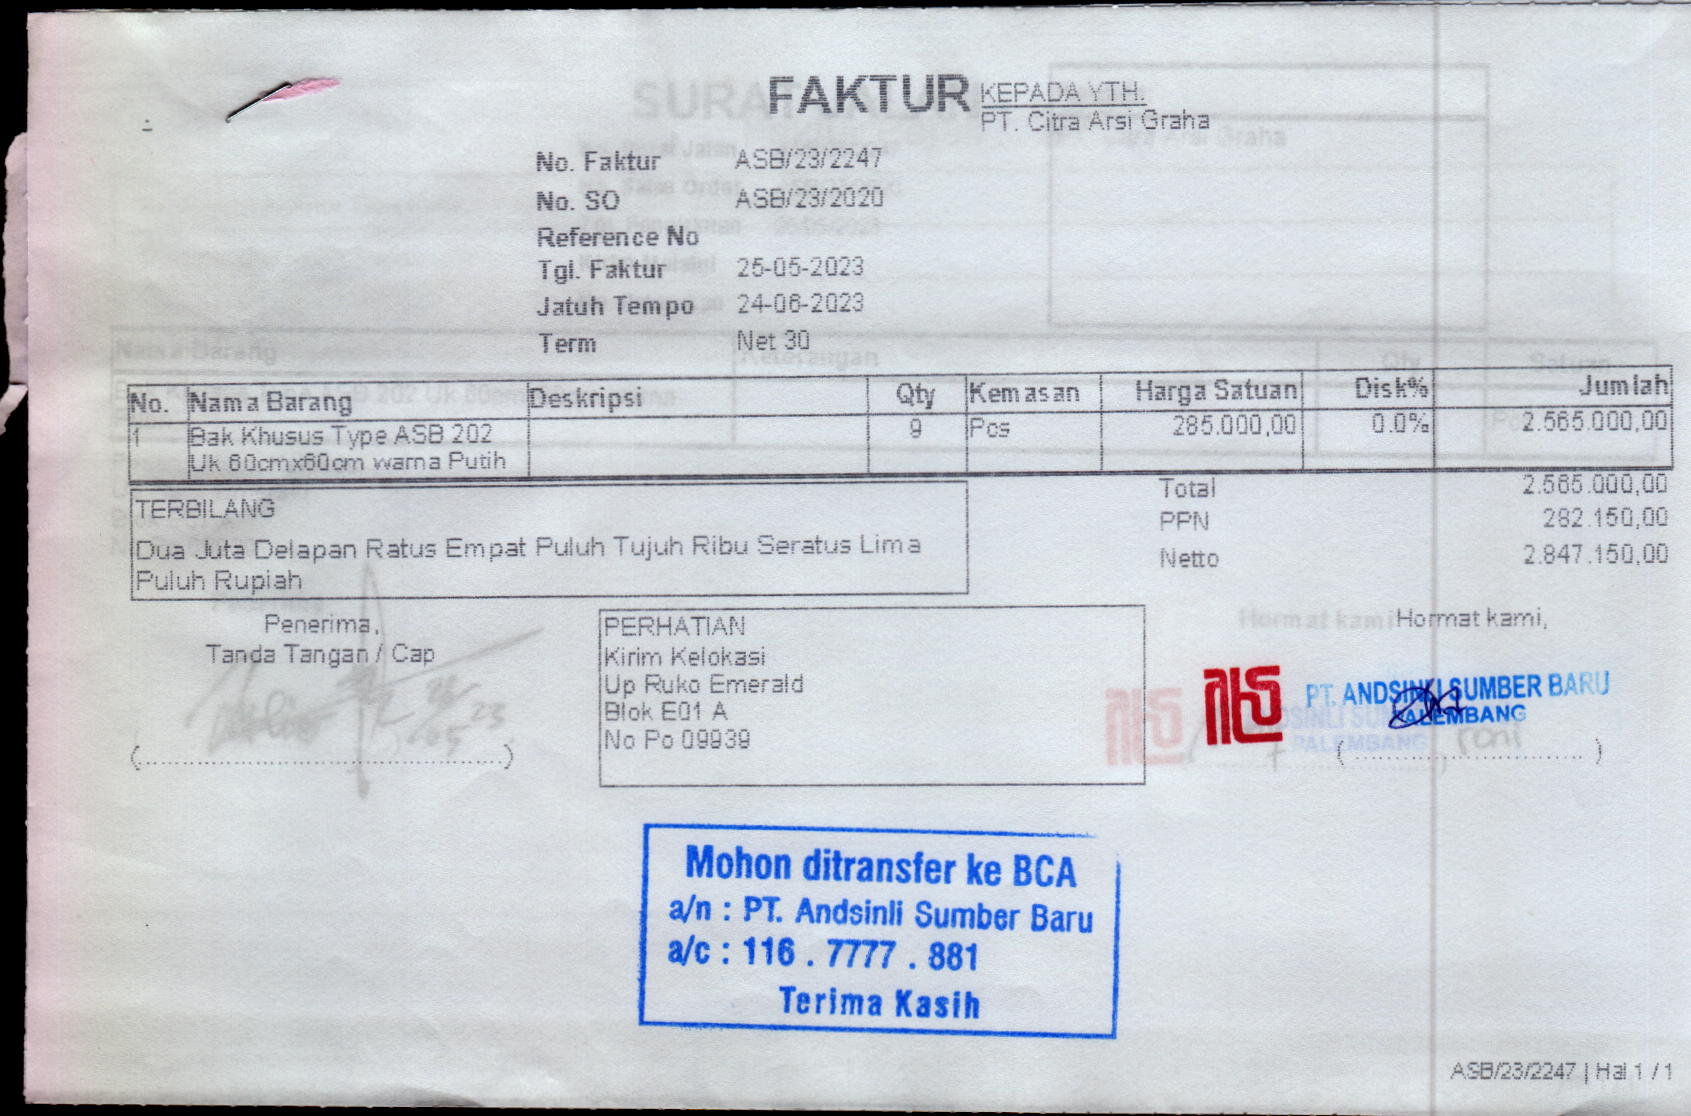 FAKTUR
KEPADA YTH.
PT. Citra Arsi Graha
No. Faktur ASB/23/2247
No. SO ASB/23/2020
Reference No
Tgl. Faktur 25-05-2023
Jatuh Tempo 24-06-2023
Term Net 30
No. Nama Barang Deskripsi Qty Kemasan Harga Satuan Disk% Jumlah
1 Bak Khusus Type ASB 202 9 Pcs 285.000,00 0.0% 2.565.000,00
Uk 60cmx60cm warna Putih
Total 2.565.000,00
PPN 282.150,00
Netto 2.847.150,00
TERBILANG
Dua Juta Delapan Ratus Empat Puluh Tujuh Ribu Seratus Lima
Puluh Rupiah
Penerima,
Tanda Tangan / Cap
(......................................................)
PERHATIAN
Kirim Kelokasi
Up Ruko Emerald
Blok E01 A
No Po 09939
Hormat kami,
PT. ANDSINLI SUMBER BARU
PALEMBANG
(..................................)
Mohon ditransfer ke BCA
a/n : PT. Andsinli Sumber Baru
a/c : 116 . 7777 . 881
Terima Kasih
ASB/23/2247 | Hal 1 / 1